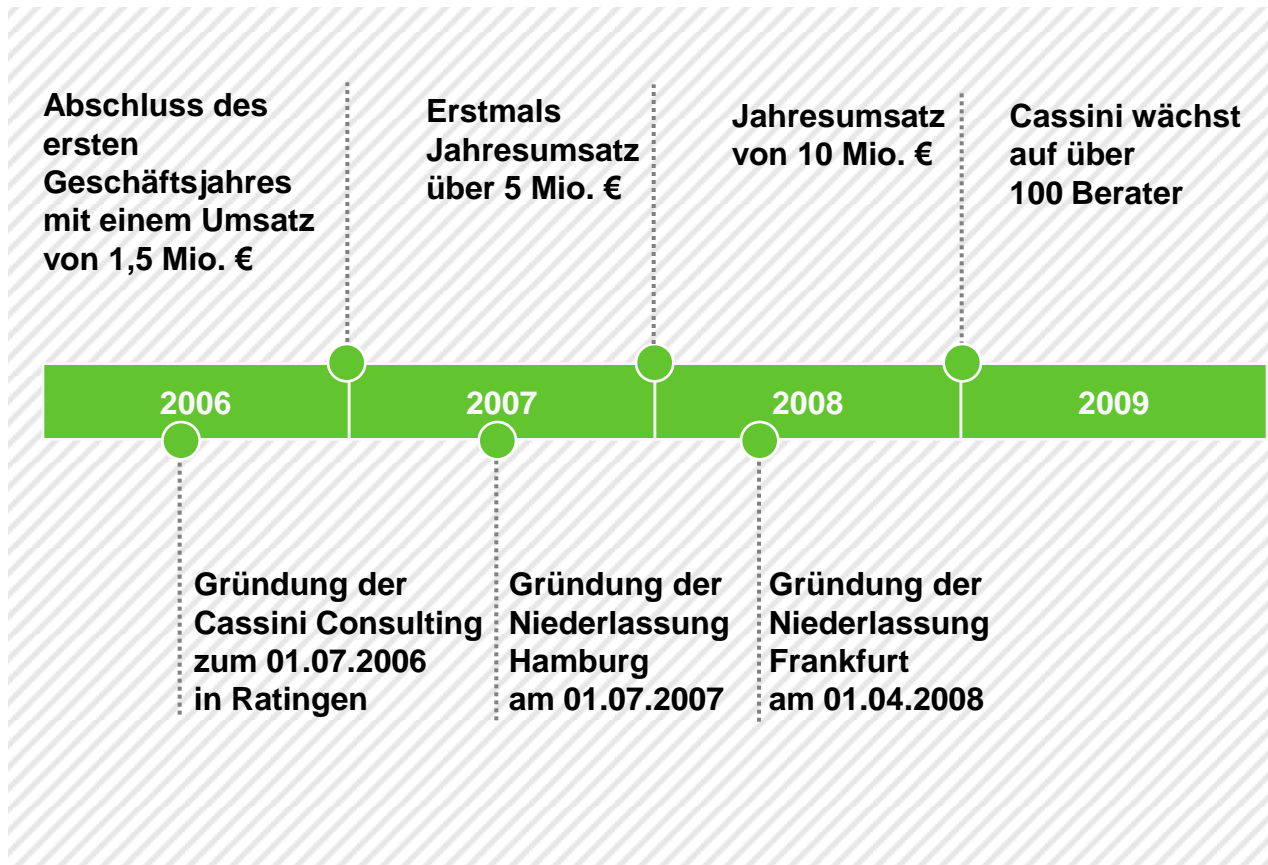 Abschluss des
ersten
Geschäftsjahres
mit einem Umsatz
von 1,5 Mio. €
Erstmals
Jahresumsatz
über 5 Mio. €
Jahresumsatz
von 10 Mio. €
Cassini wächst
auf über
100 Berater
2006
2007
2008
2009
Gründung der
Cassini Consulting
zum 01.07.2006
in Ratingen
Gründung der
Niederlassung
Hamburg
am 01.07.2007
Gründung der
Niederlassung
Frankfurt
am 01.04.2008